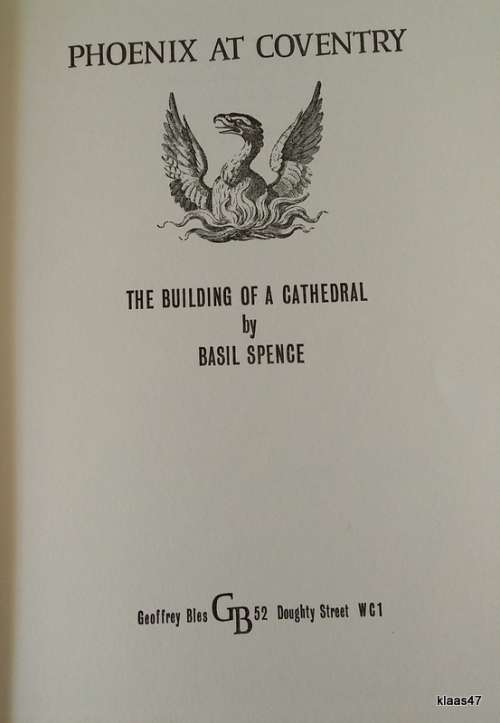 PHOENIX AT COVENTRY
THE BUILDING OF A CATHEDRAL
by
BASIL SPENCE
Geoffrey Bles GB 52 Doughty Street WC1
klaas47